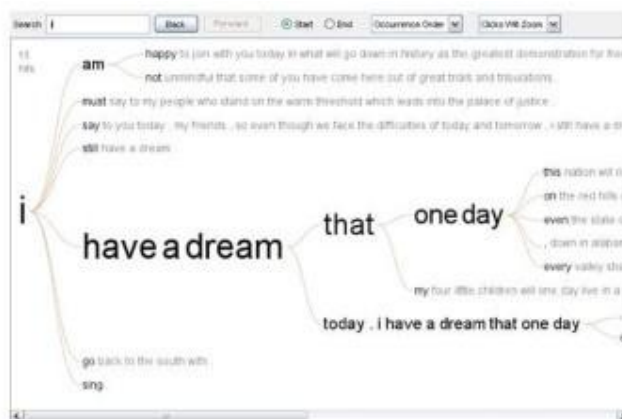 Search i Back Forward Start End Occurrence Order Clicks Will Zoom
hits
happy to join with you today in what will go down in history as the greatest demonstration for
am
not unmindful that some of you have come here out of great trials and tribulations.
must say to my people who stand on the warm threshold which leads into the palace of justice
say to you today , my friends , so even though we face the difficulties of today and tomorrow , i still have a
still have a dream
i
have a dream
that
one day
this nation will
on the red hills
even the state
, down in alabama
every valley
my four little children will one day live in a
today . i have a dream that one day
go back to the south with
sing